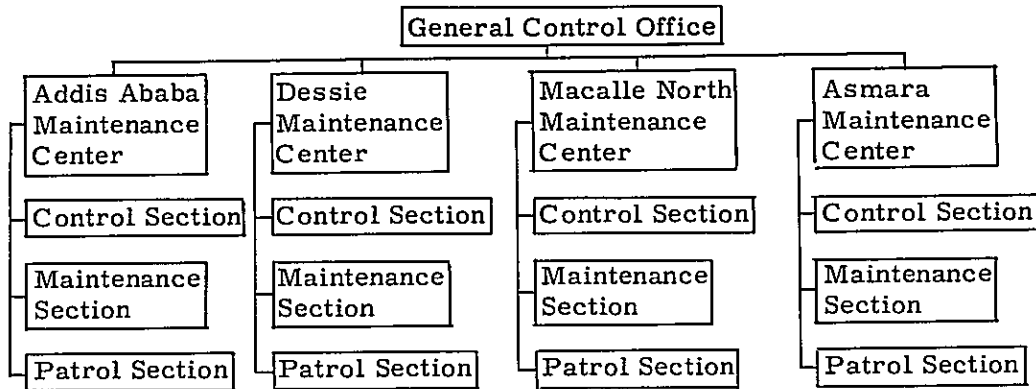 General Control Office
Addis Ababa
Maintenance
Center
Control Section
Maintenance
Section
Patrol Section
Dessie
Maintenance
Center
Control Section
Maintenance
Section
Patrol Section
Macalle North
Maintenance
Center
Control Section
Maintenance
Section
Patrol Section
Asmara
Maintenance
Center
Control Section
Maintenance
Section
Patrol Section